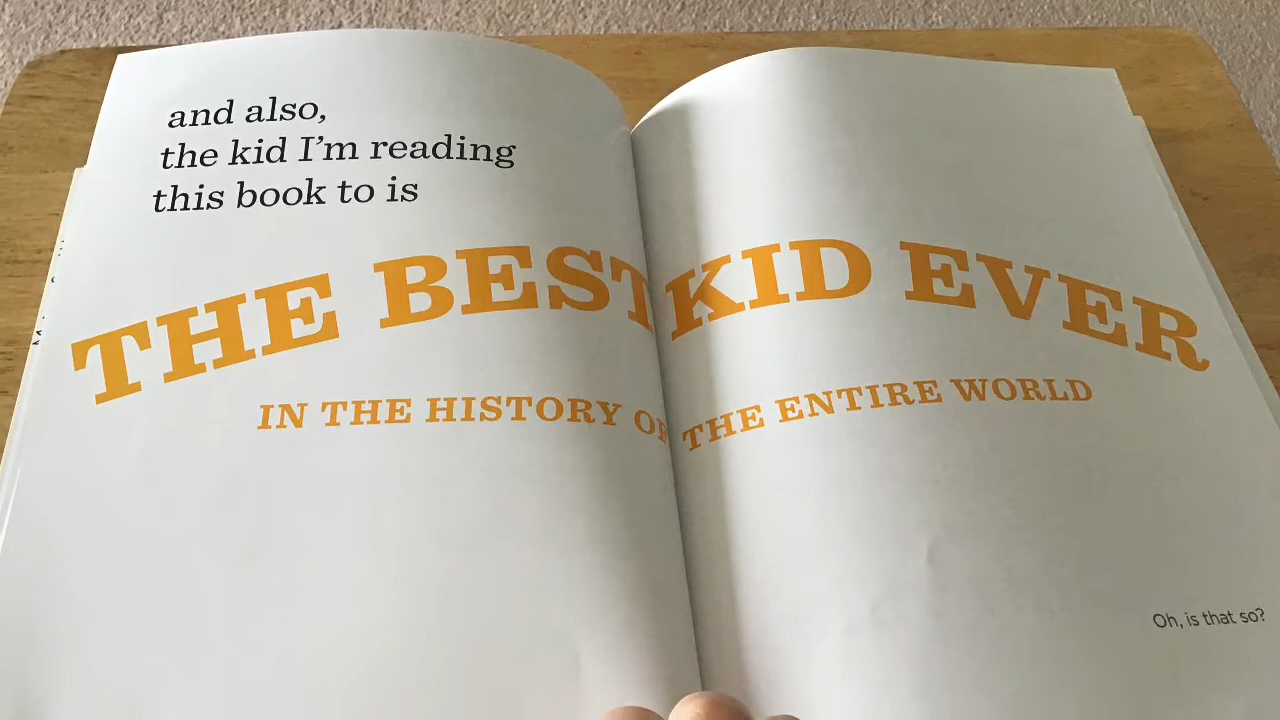 and also,
the kid I'm reading
this book to is
THE BEST KID EVER
IN THE HISTORY OF THE ENTIRE WORLD
Oh, is that so?